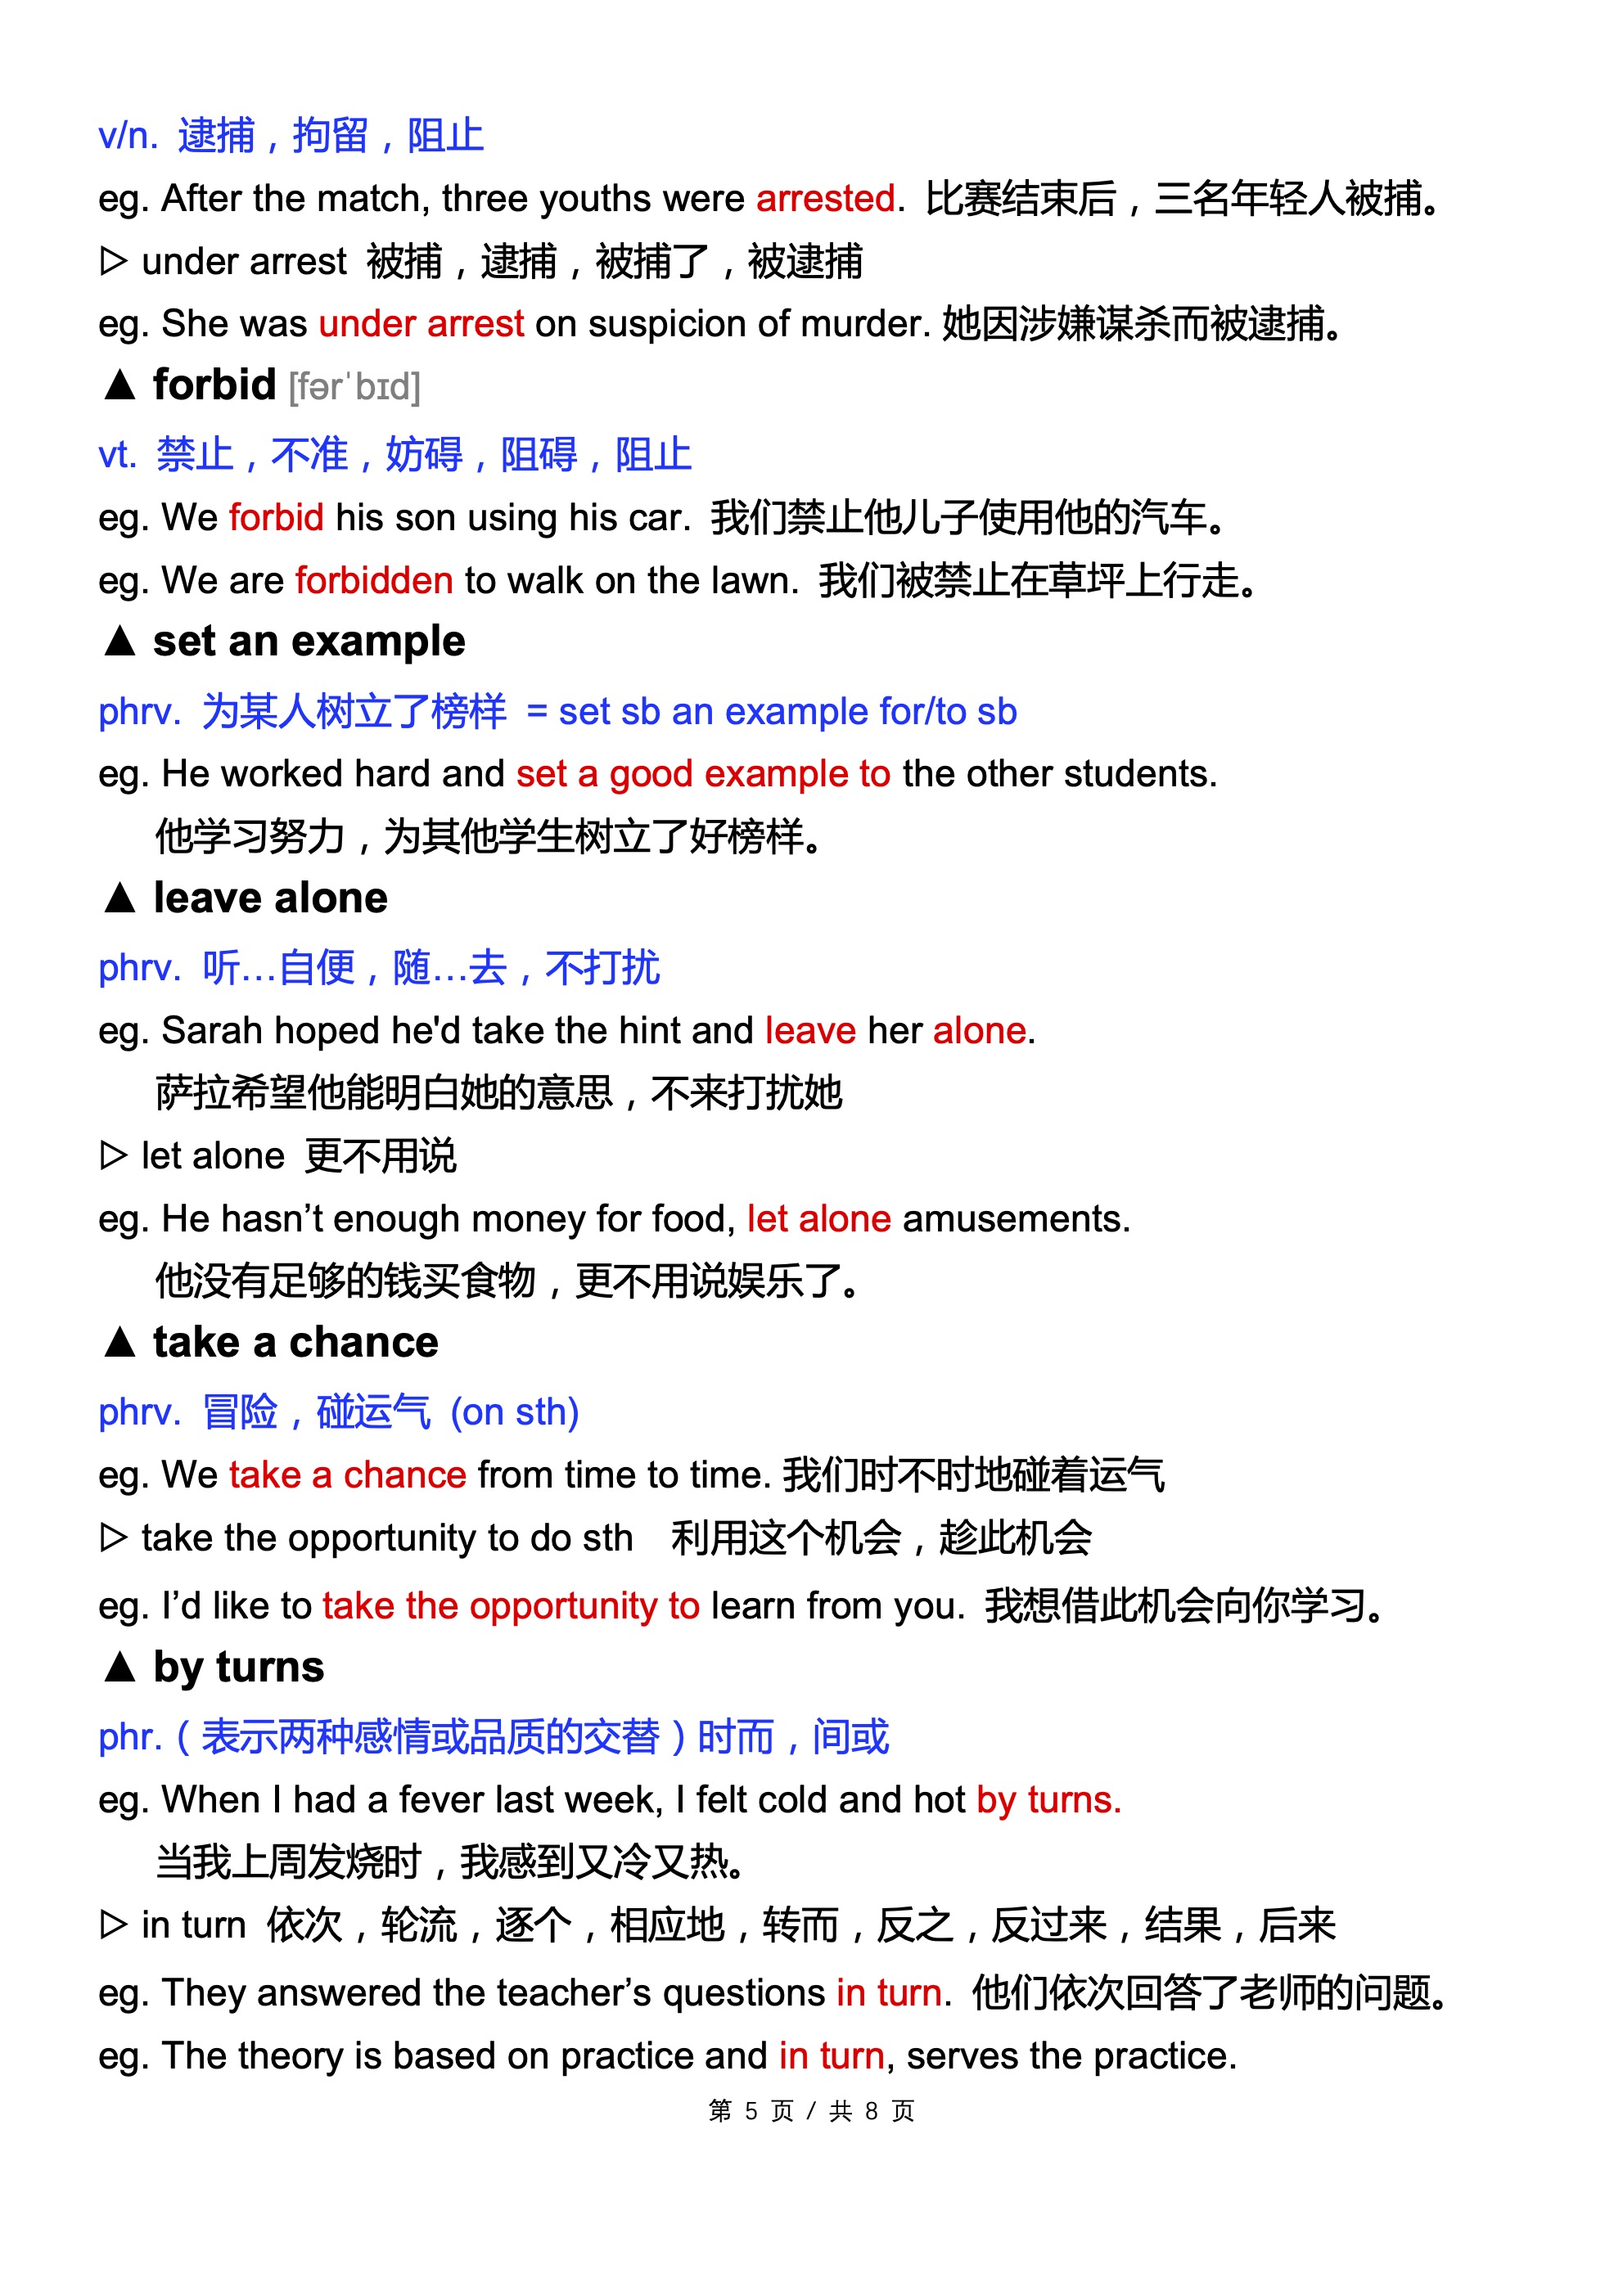 v/n. 逮捕，拘留，阻止
eg. After the match, three youths were arrested. 比赛结束后，三名年轻人被捕。
▷ under arrest 被捕，逮捕，被捕了，被逮捕
eg. She was under arrest on suspicion of murder. 她因涉嫌谋杀而被逮捕。
▲ forbid [fərˈbɪd]
vt. 禁止，不准，妨碍，阻碍，阻止
eg. We forbid his son using his car. 我们禁止他儿子使用他的汽车。
eg. We are forbidden to walk on the lawn. 我们被禁止在草坪上行走。
▲ set an example
phrv. 为某人树立了榜样 = set sb an example for/to sb
eg. He worked hard and set a good example to the other students.
他学习努力，为其他学生树立了好榜样。
▲ leave alone
phrv. 听…自便，随…去，不打扰
eg. Sarah hoped he'd take the hint and leave her alone.
萨拉希望他能明白她的意思，不来打扰她
▷ let alone 更不用说
eg. He hasn’t enough money for food, let alone amusements.
他没有足够的钱买食物，更不用说娱乐了。
▲ take a chance
phrv. 冒险，碰运气 (on sth)
eg. We take a chance from time to time. 我们时不时地碰着运气
▷ take the opportunity to do sth 利用这个机会，趁此机会
eg. I’d like to take the opportunity to learn from you. 我想借此机会向你学习。
▲ by turns
phr.（表示两种感情或品质的交替）时而，间或
eg. When I had a fever last week, I felt cold and hot by turns.
当我上周发烧时，我感到又冷又热。
▷ in turn 依次，轮流，逐个，相应地，转而，反之，反过来，结果，后来
eg. They answered the teacher’s questions in turn. 他们依次回答了老师的问题。
eg. The theory is based on practice and in turn, serves the practice.
第 5 页 / 共 8 页